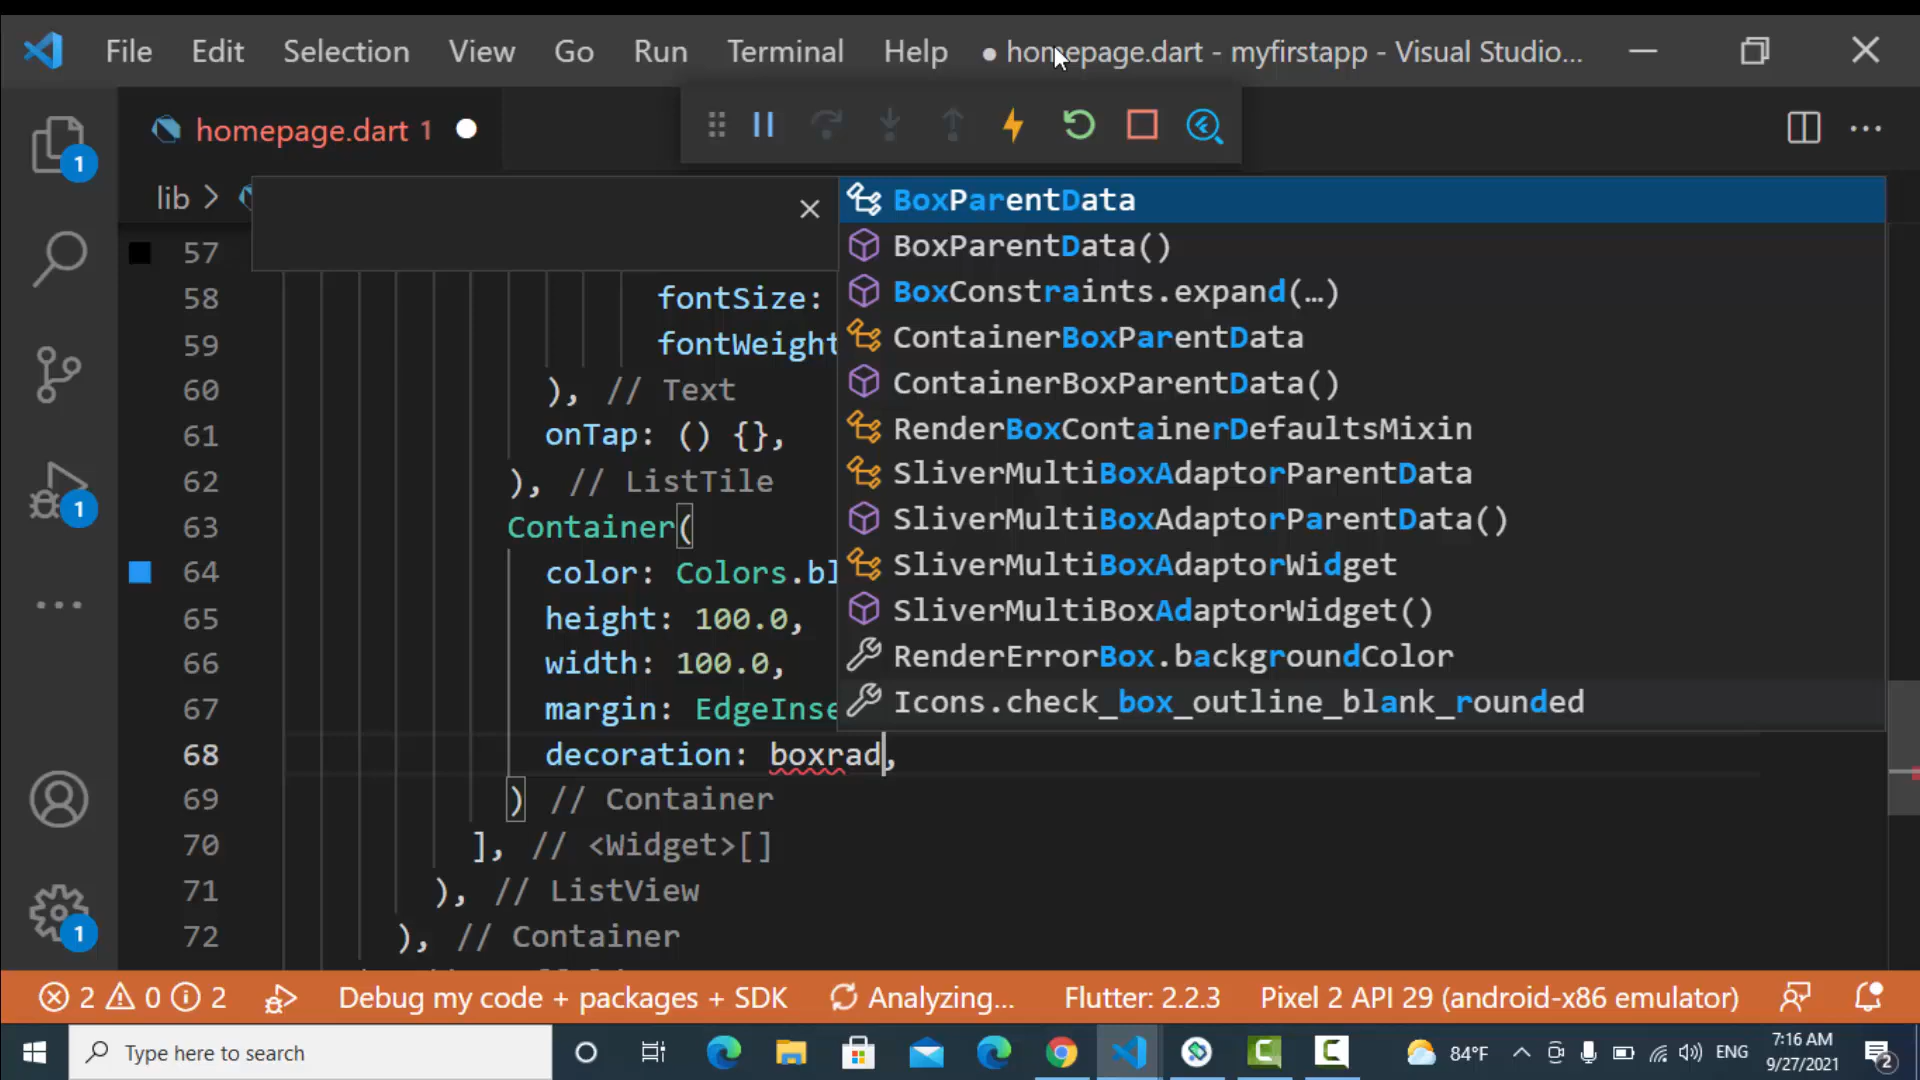 File Edit Selection View Go Run Terminal Help ● homepage.dart - myfirstapp - Visual Studio...
homepage.dart 1
lib >
57
58 fontSize:
59 fontWeight
60 ), // Text
61 onTap: () {},
62 ), // ListTile
63 Container(
64 color: Colors.bl
65 height: 100.0,
66 width: 100.0,
67 margin: EdgeInse
68 decoration: boxrad,
69 ) // Container
70 ], // <Widget>[]
71 ), // ListView
72 ), // Container
BoxParentData
BoxParentData()
BoxConstraints.expand(…)
ContainerBoxParentData
ContainerBoxParentData()
RenderBoxContainerDefaultsMixin
SliverMultiBoxAdaptorParentData
SliverMultiBoxAdaptorParentData()
SliverMultiBoxAdaptorWidget
SliverMultiBoxAdaptorWidget()
RenderErrorBox.backgroundColor
Icons.check_box_outline_blank_rounded
1
1
1
2 0 2 Debug my code + packages + SDK Analyzing... Flutter: 2.2.3 Pixel 2 API 29 (android-x86 emulator)
Type here to search
84°F ENG
7:16 AM
9/27/2021
2